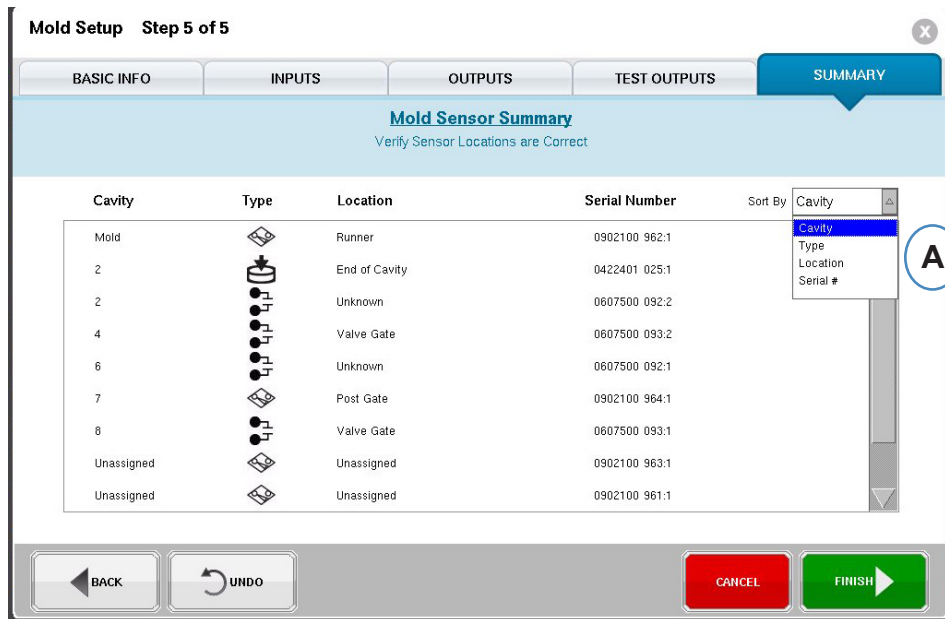 Mold Setup Step 5 of 5
X
BASIC INFO INPUTS OUTPUTS TEST OUTPUTS SUMMARY
Mold Sensor Summary
Verify Sensor Locations are Correct
Cavity Type Location Serial Number Sort By Cavity
Cavity
Type
Location
Serial #
A
Mold Runner 0902100 962:1
2 End of Cavity 0422401 025:1
2 Unknown 0607500 092:2
4 Valve Gate 0607500 093:2
6 Unknown 0607500 092:1
7 Post Gate 0902100 964:1
8 Valve Gate 0607500 093:1
Unassigned Unassigned 0902100 963:1
Unassigned Unassigned 0902100 961:1
BACK UNDO CANCEL FINISH